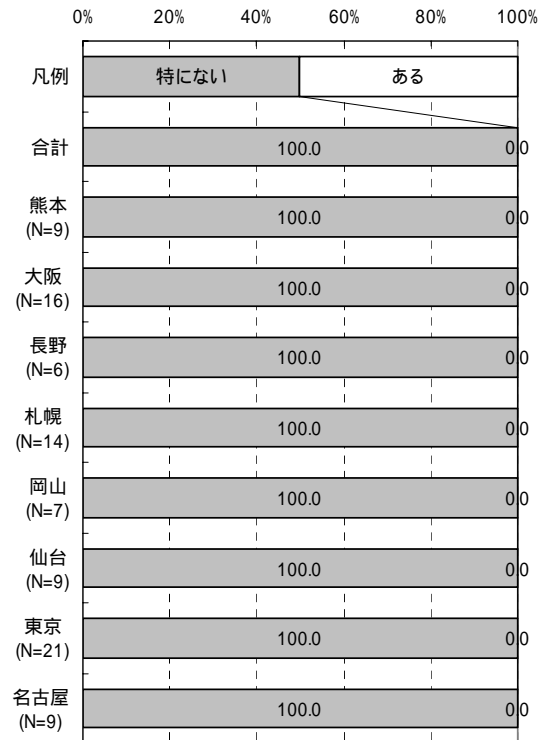 0% 20% 40% 60% 80% 100%
凡例 特にない ある
合計 100.0 0.0
熊本
(N=9) 100.0 0.0
大阪
(N=16) 100.0 0.0
長野
(N=6) 100.0 0.0
札幌
(N=14) 100.0 0.0
岡山
(N=7) 100.0 0.0
仙台
(N=9) 100.0 0.0
東京
(N=21) 100.0 0.0
名古屋
(N=9) 100.0 0.0